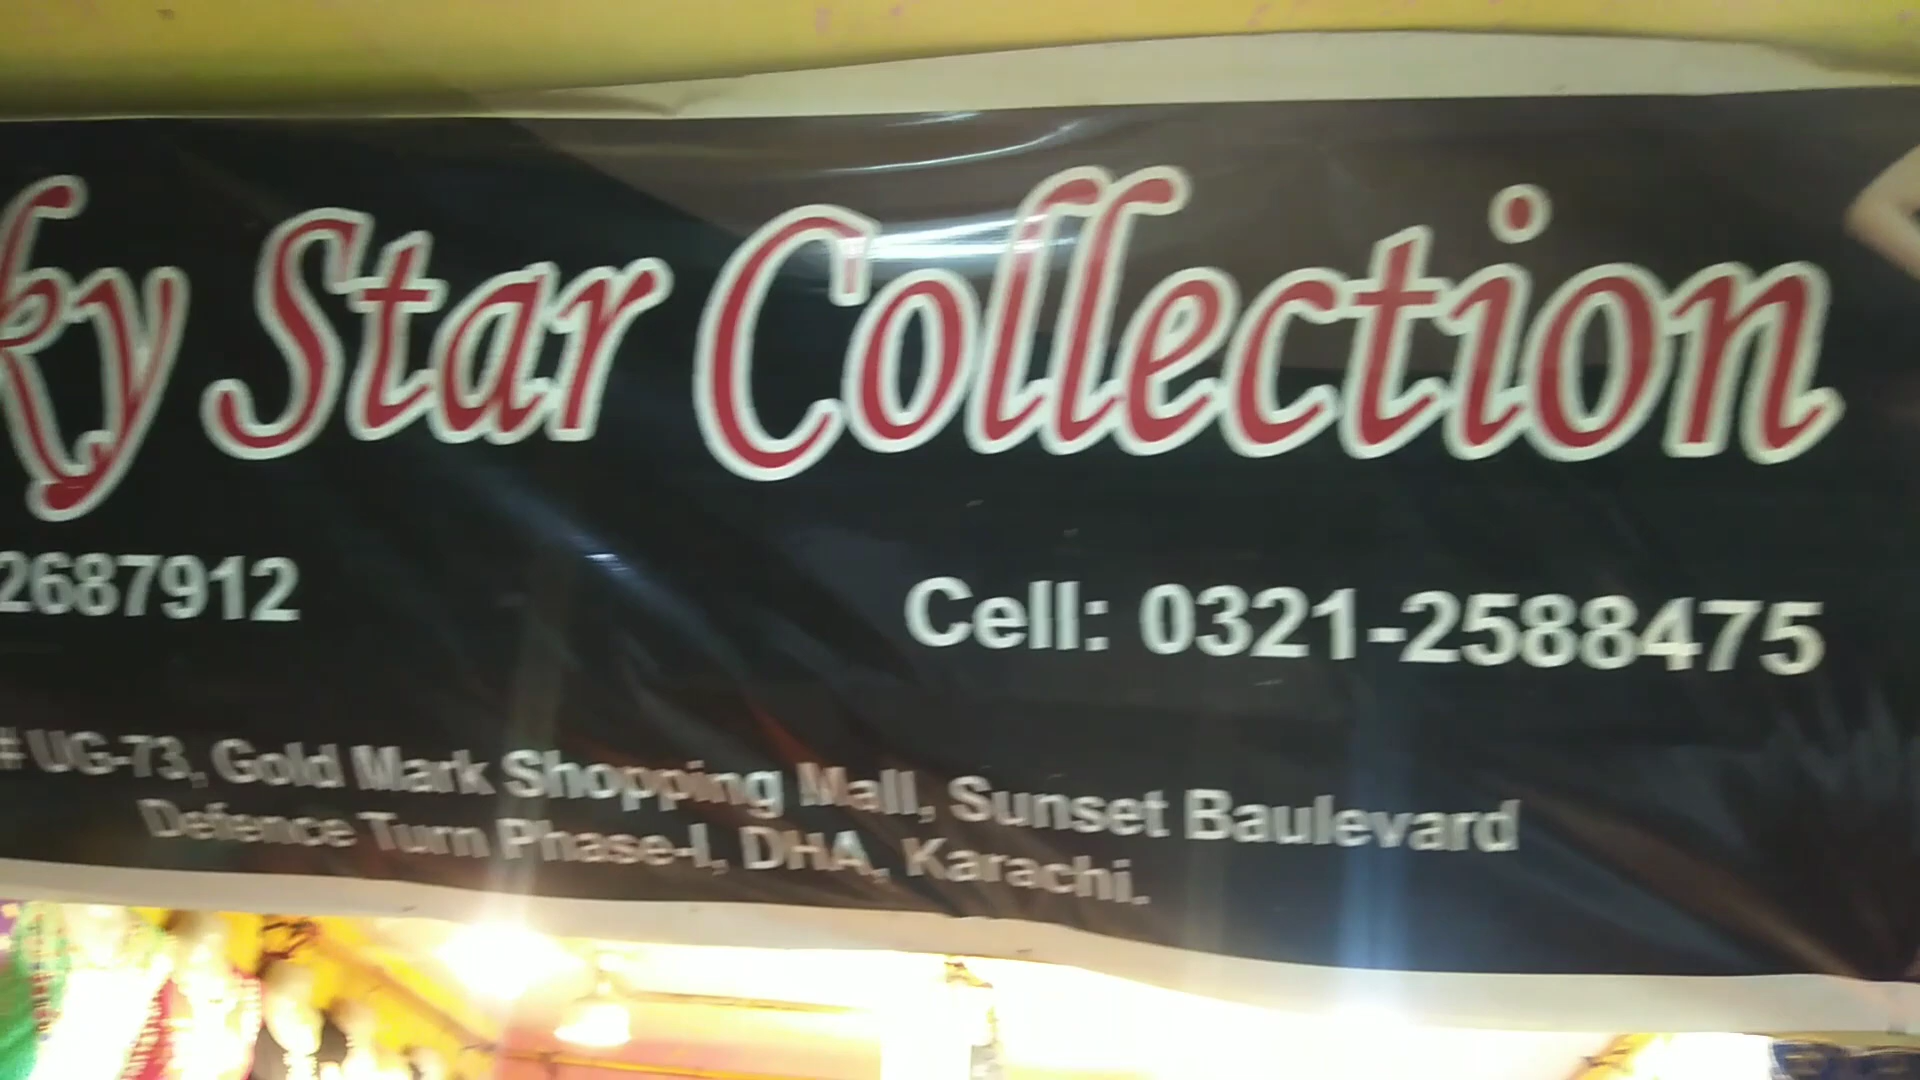 ky Star Collection
2687912 Cell: 0321-2588475
# UG-73, Gold Mark Shopping Mall, Sunset Baulevard
Defence Turn Phase-I, DHA, Karachi.